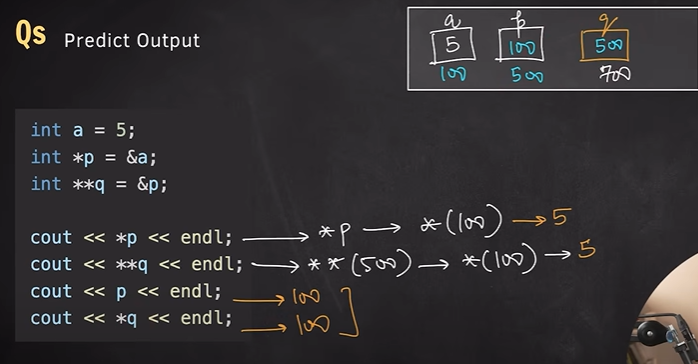 Qs Predict Output
a p q
5 100 500
100 500 700
int a = 5;
int *p = &a;
int **q = &p;
cout << *p << endl; → *p → *(100) → 5
cout << **q << endl; → **(500) → *(100) → 5
cout << p << endl; → 100
cout << *q << endl; → 100